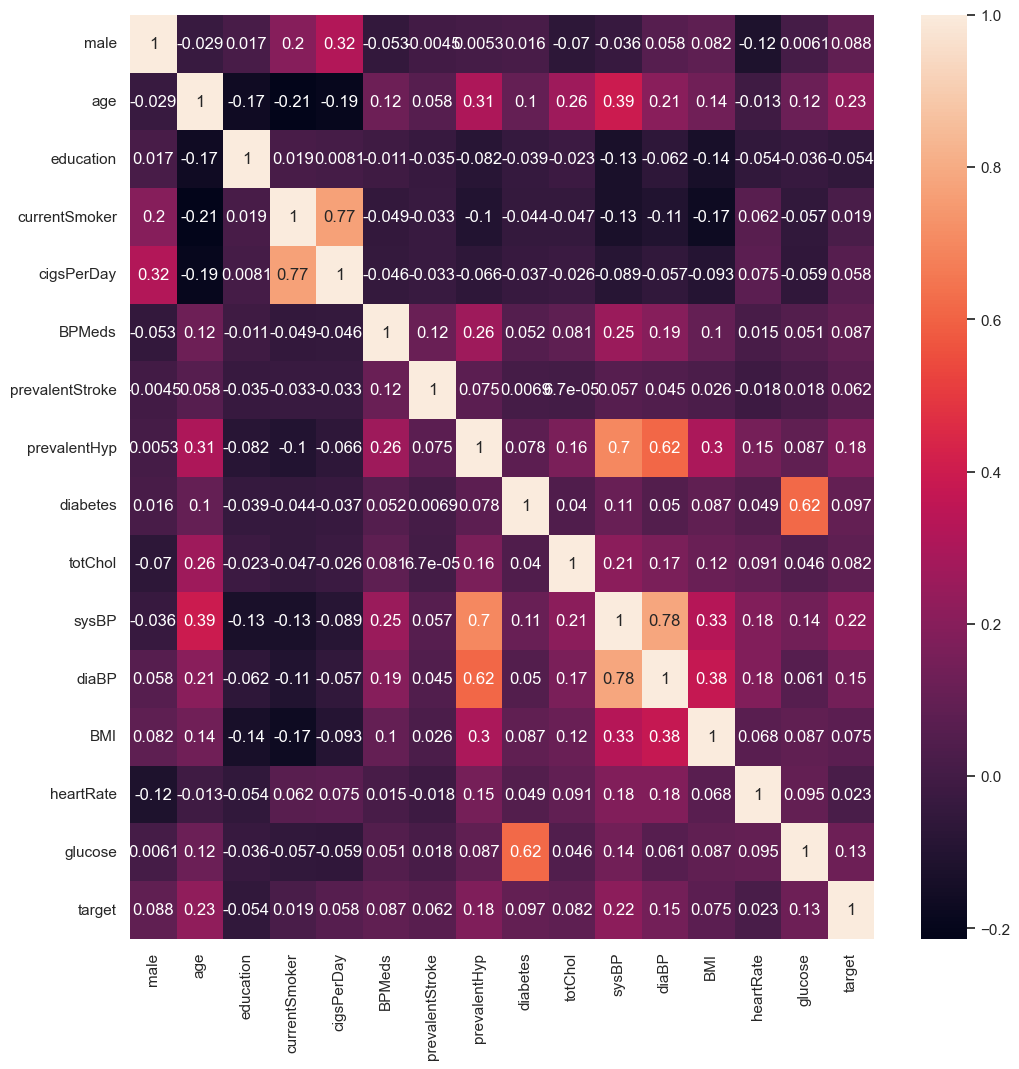 male 1 -0.029 0.017 0.2 0.32 -0.053 -0.0045 0.0053 0.016 -0.07 -0.036 0.058 0.082 -0.12 0.0061 0.088
age -0.029 1 -0.17 -0.21 -0.19 0.12 0.058 0.31 0.1 0.26 0.39 0.21 0.14 -0.013 0.12 0.23
education 0.017 -0.17 1 0.019 0.0081 -0.011 -0.035 -0.082 -0.039 -0.023 -0.13 -0.062 -0.14 -0.054 -0.036 -0.054
currentSmoker 0.2 -0.21 0.019 1 0.77 -0.049 -0.033 -0.1 -0.044 -0.047 -0.13 -0.11 -0.17 0.062 -0.057 0.019
cigsPerDay 0.32 -0.19 0.0081 0.77 1 -0.046 -0.033 -0.066 -0.037 -0.026 -0.089 -0.057 -0.093 0.075 -0.059 0.058
BPMeds -0.053 0.12 -0.011 -0.049 -0.046 1 0.12 0.26 0.052 0.081 0.25 0.19 0.1 0.015 0.051 0.087
prevalentStroke -0.0045 0.058 -0.035 -0.033 -0.033 0.12 1 0.075 0.0069 6.7e-05 0.057 0.045 0.026 -0.018 0.018 0.062
prevalentHyp 0.0053 0.31 -0.082 -0.1 -0.066 0.26 0.075 1 0.078 0.16 0.7 0.62 0.3 0.15 0.087 0.18
diabetes 0.016 0.1 -0.039 -0.044 -0.037 0.052 0.0069 0.078 1 0.04 0.11 0.05 0.087 0.049 0.62 0.097
totChol -0.07 0.26 -0.023 -0.047 -0.026 0.081 6.7e-05 0.16 0.04 1 0.21 0.17 0.12 0.091 0.046 0.082
sysBP -0.036 0.39 -0.13 -0.13 -0.089 0.25 0.057 0.7 0.11 0.21 1 0.78 0.33 0.18 0.14 0.22
diaBP 0.058 0.21 -0.062 -0.11 -0.057 0.19 0.045 0.62 0.05 0.17 0.78 1 0.38 0.18 0.061 0.15
BMI 0.082 0.14 -0.14 -0.17 -0.093 0.1 0.026 0.3 0.087 0.12 0.33 0.38 1 0.068 0.087 0.075
heartRate -0.12 -0.013 -0.054 0.062 0.075 0.015 -0.018 0.15 0.049 0.091 0.18 0.18 0.068 1 0.095 0.023
glucose 0.0061 0.12 -0.036 -0.057 -0.059 0.051 0.018 0.087 0.62 0.046 0.14 0.061 0.087 0.095 1 0.13
target 0.088 0.23 -0.054 0.019 0.058 0.087 0.062 0.18 0.097 0.082 0.22 0.15 0.075 0.023 0.13 1
male age education currentSmoker cigsPerDay BPMeds prevalentStroke prevalentHyp diabetes totChol sysBP diaBP BMI heartRate glucose target
1.0
0.8
0.6
0.4
0.2
0.0
−0.2